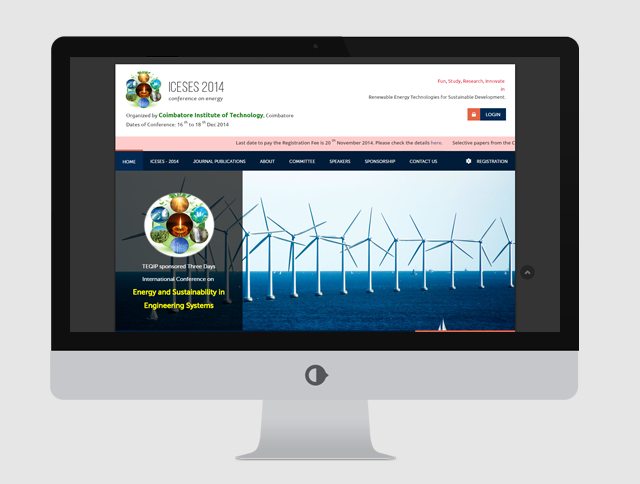 ICESES 2014
conference on energy
Fun, Study, Research, Innovate
in
Renewable Energy Technologies for Sustainable Development.
Organized by Coimbatore Institute of Technology, Coimbatore
Dates of Conference: 16 th to 18 th Dec 2014
LOGIN
Last date to pay the Registration Fee is 20 th November 2014. Please check the details here. Selective papers from the C
HOME ICESES - 2014 JOURNAL PUBLICATIONS ABOUT COMMITTEE SPEAKERS SPONSORSHIP CONTACT US REGISTRATION
TEQIP sponsored Three Days
International Conference on
Energy and Sustainability in
Engineering Systems